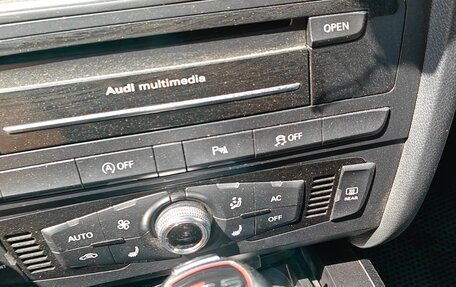 OPEN
Audi multimedia
A OFF
P
OFF
AUTO
AC
OFF
REAR